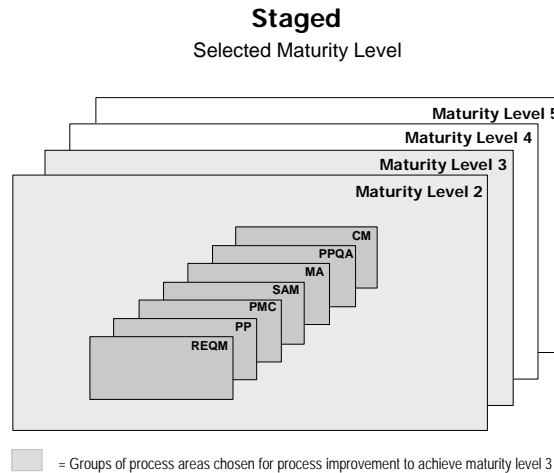 Staged
Selected Maturity Level
Maturity Level 5
Maturity Level 4
Maturity Level 3
Maturity Level 2
CM
PPQA
MA
SAM
PMC
PP
REQM
= Groups of process areas chosen for process improvement to achieve maturity level 3